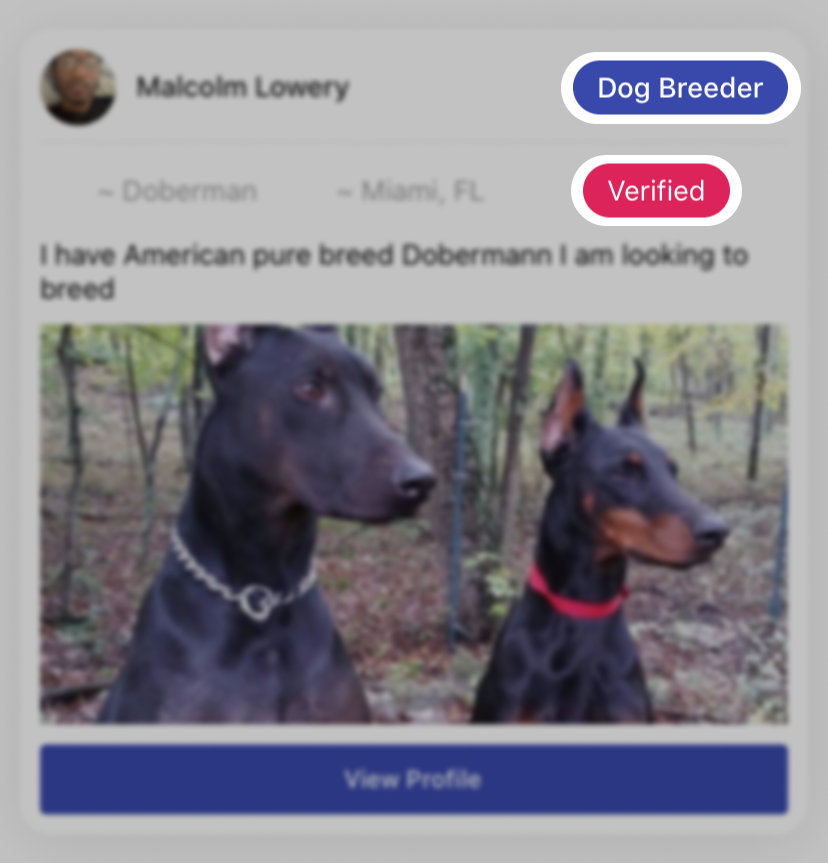 Malcolm Lowery
Dog Breeder
~ Doberman
~ Miami, FL
Verified
I have American pure breed Dobermann I am looking to
breed
View Profile